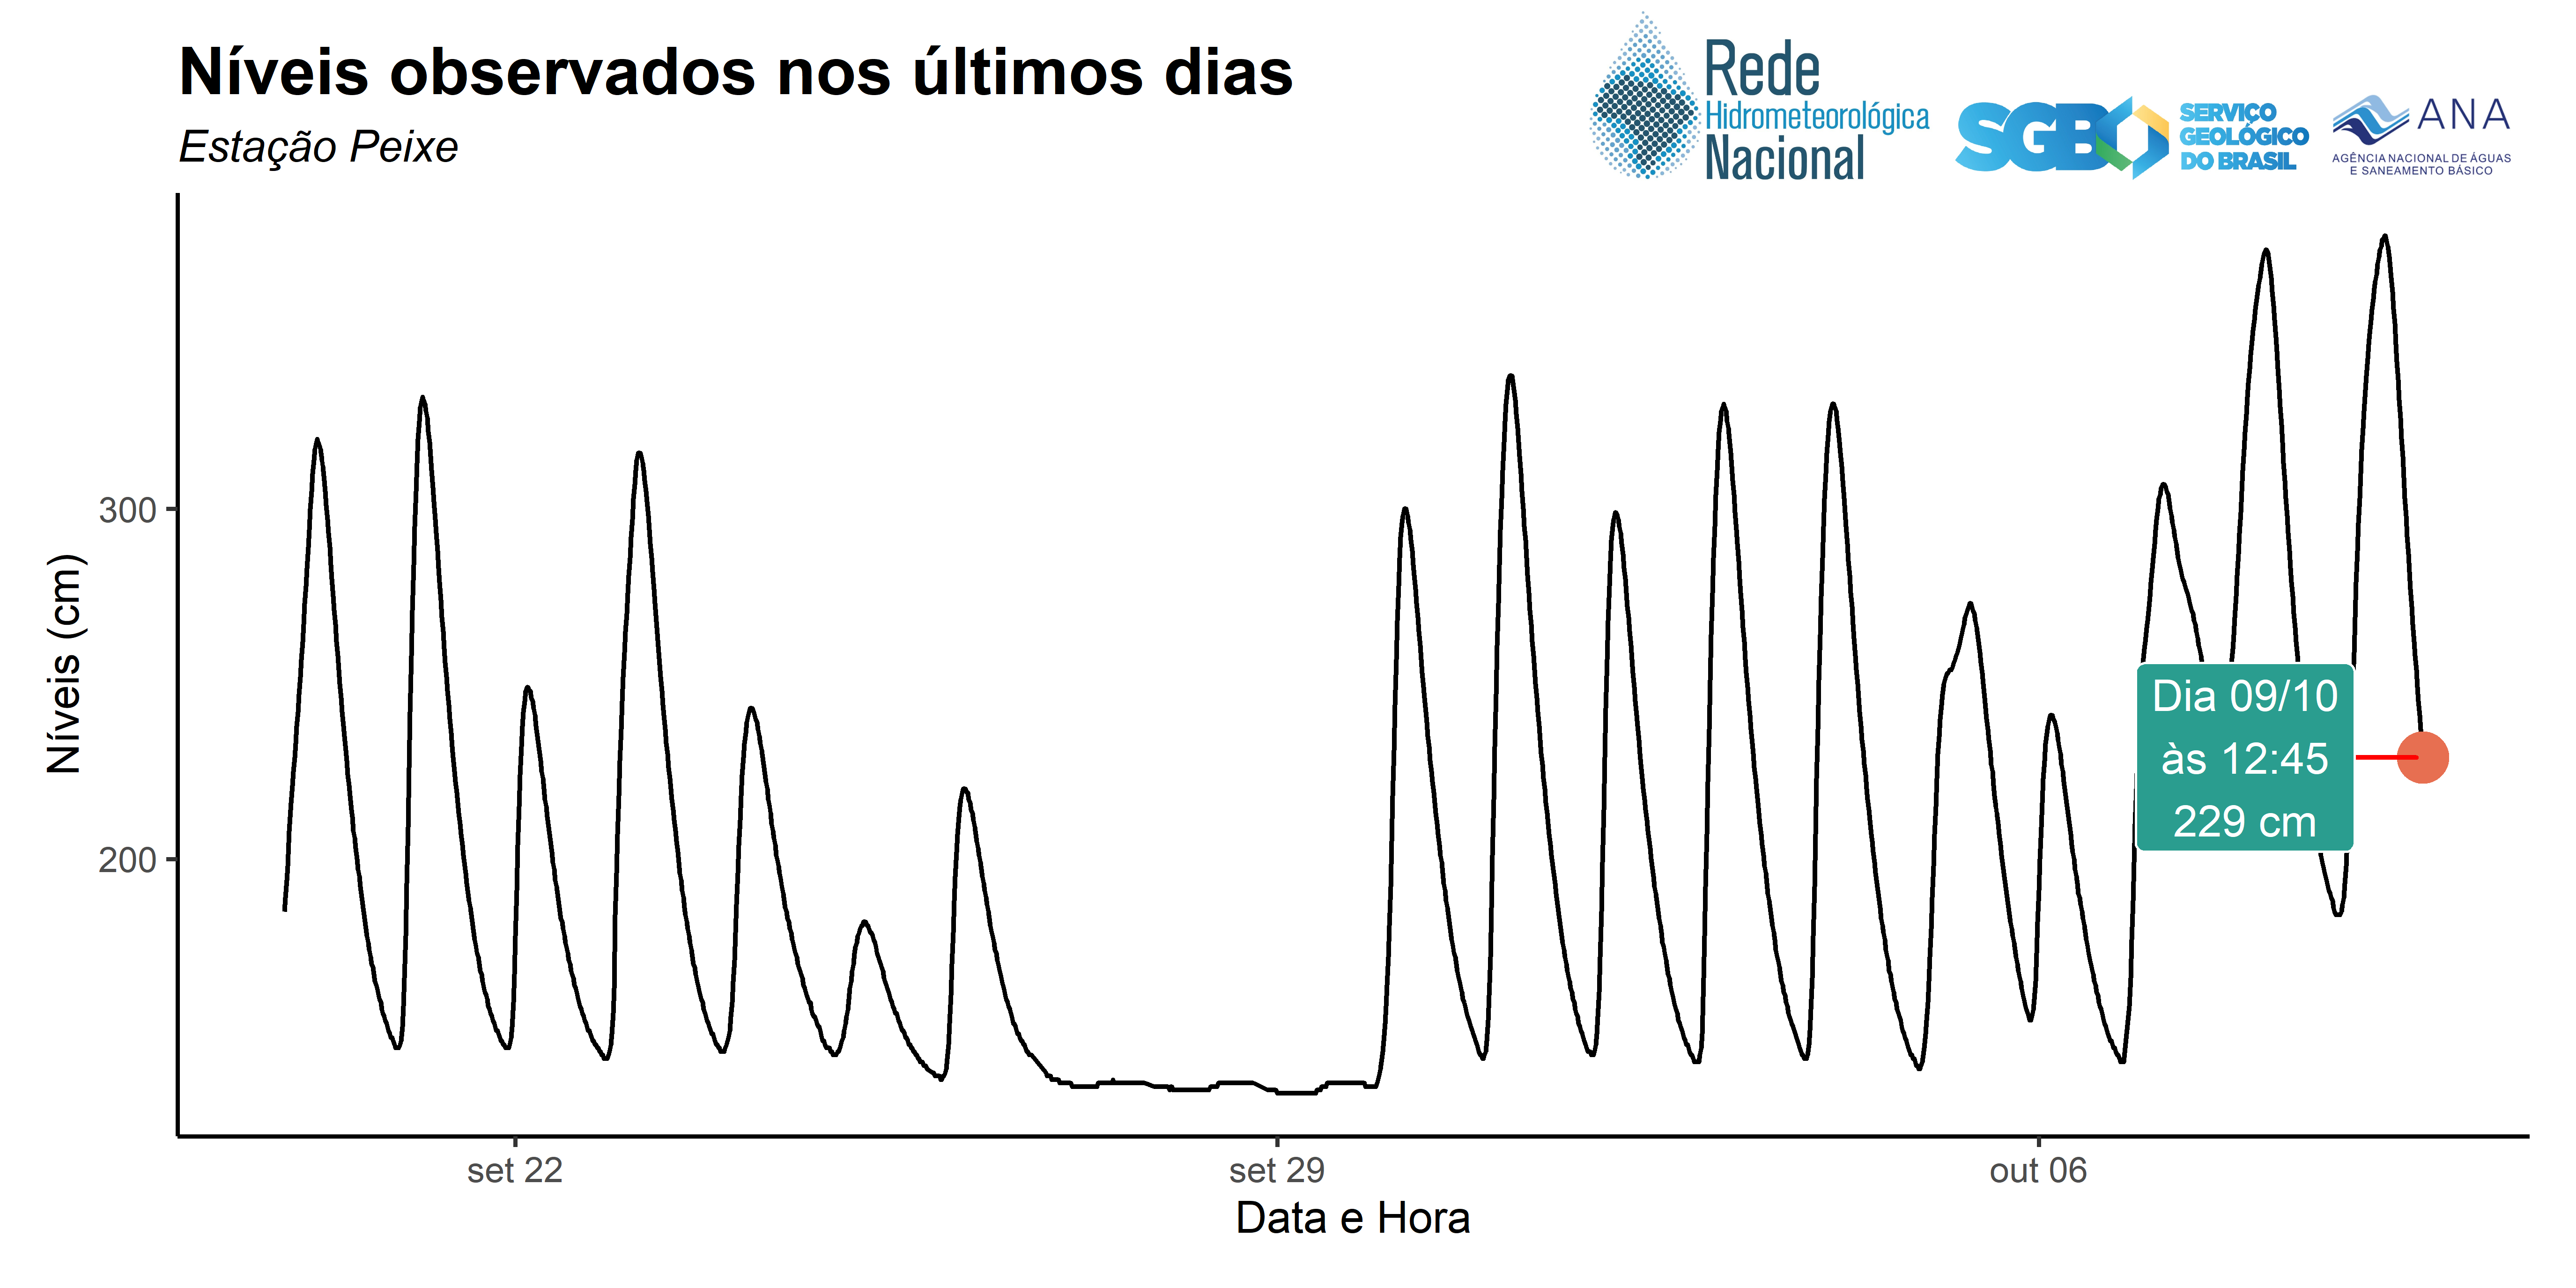 Níveis observados nos últimos dias
Estação Peixe
Rede
Hidrometeorológica
Nacional
SGB
SERVIÇO
GEOLÓGICO
DO BRASIL
ANA
AGÊNCIA NACIONAL DE ÁGUAS
E SANEAMENTO BÁSICO
Níveis (cm)
300
200
Dia 09/10
às 12:45
229 cm
set 22
set 29
out 06
Data e Hora